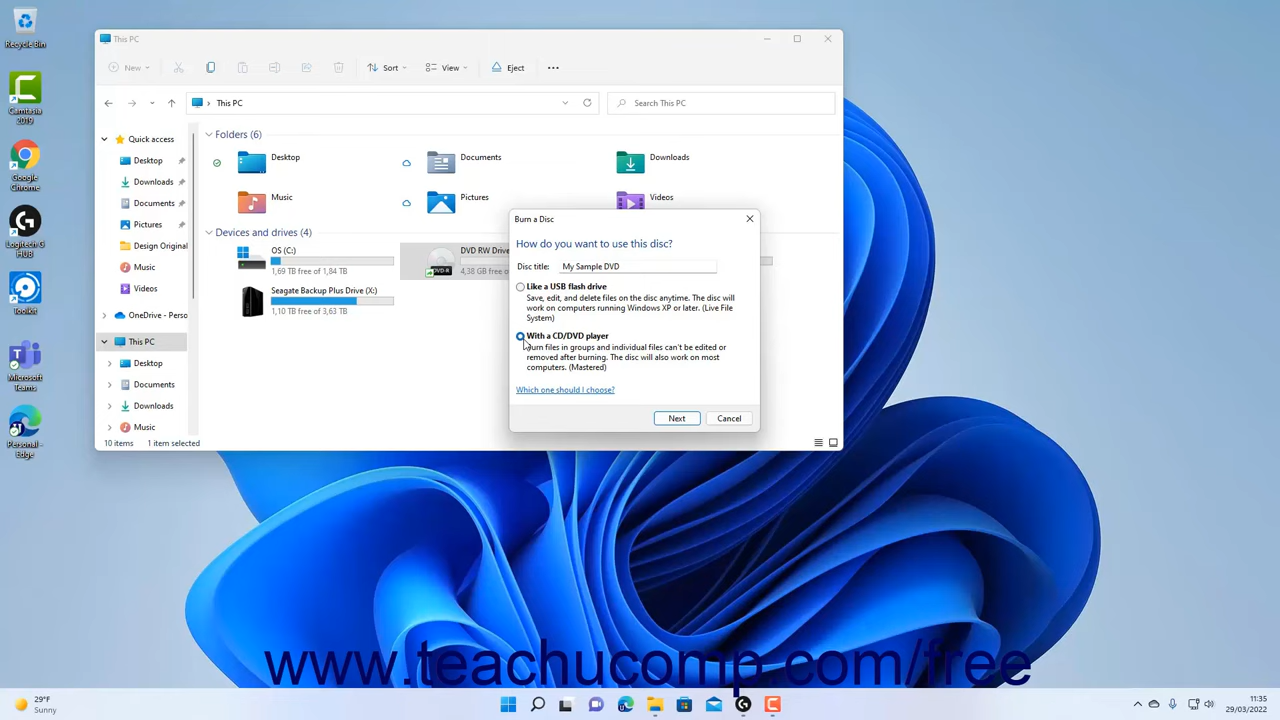 Recycle Bin
Camtasia
2019
Google
Chrome
Logitech G
HUB
Toolkit
Microsoft
Teams
Personal -
Edge
This PC
New
Sort
View
Eject
This PC
Search This PC
Quick access
Desktop
Downloads
Documents
Pictures
Design Original
Music
Videos
OneDrive - Perso
This PC
Desktop
Documents
Downloads
Music
Folders (6)
Desktop
Documents
Downloads
Music
Pictures
Videos
Devices and drives (4)
OS (C:)
1,69 TB free of 1,84 TB
DVD RW Drive
DVD-R
4,38 GB free o
Seagate Backup Plus Drive (X:)
1,10 TB free of 3,63 TB
10 items
1 item selected
Burn a Disc
How do you want to use this disc?
Disc title: My Sample DVD
Like a USB flash drive
Save, edit, and delete files on the disc anytime. The disc will
work on computers running Windows XP or later. (Live File
System)
With a CD/DVD player
Burn files in groups and individual files can't be edited or
removed after burning. The disc will also work on most
computers. (Mastered)
Which one should I choose?
Next
Cancel
www.teachucomp.com/free
29°F
Sunny
11:35
29/03/2022